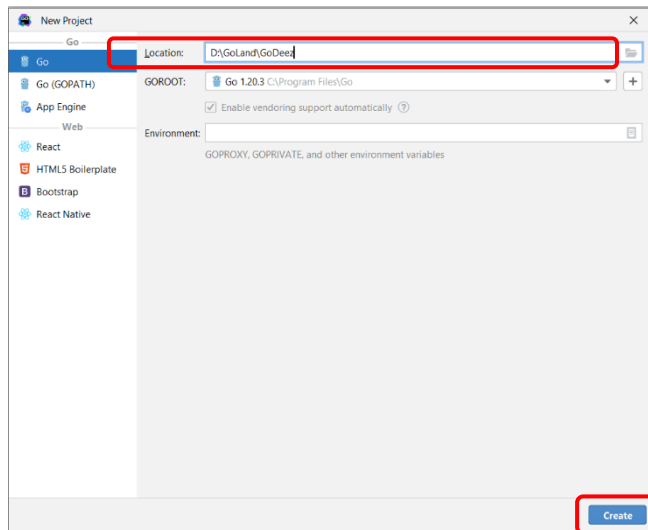 New Project
Go
Go
Go (GOPATH)
App Engine
Web
React
HTML5 Boilerplate
Bootstrap
React Native
Location: D:\GoLand\GoDeez
GOROOT: Go 1.20.3 C:\Program Files\Go
Enable vendoring support automatically ?
Environment:
GOPROXY, GOPRIVATE, and other environment variables
Create